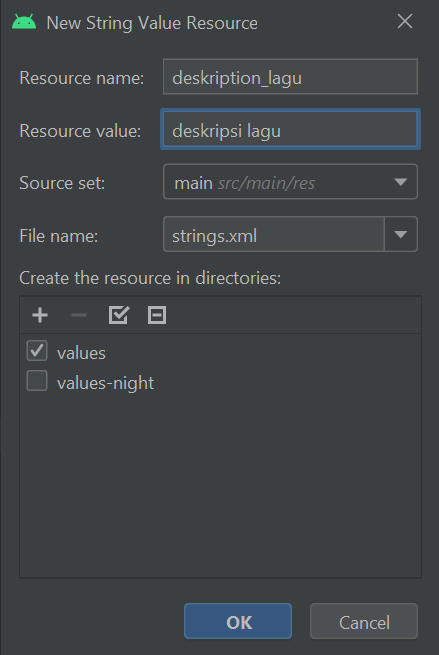 New String Value Resource
Resource name: deskription_lagu
Resource value: deskripsi lagu
Source set: main src/main/res
File name: strings.xml
Create the resource in directories:
values
values-night
OK Cancel